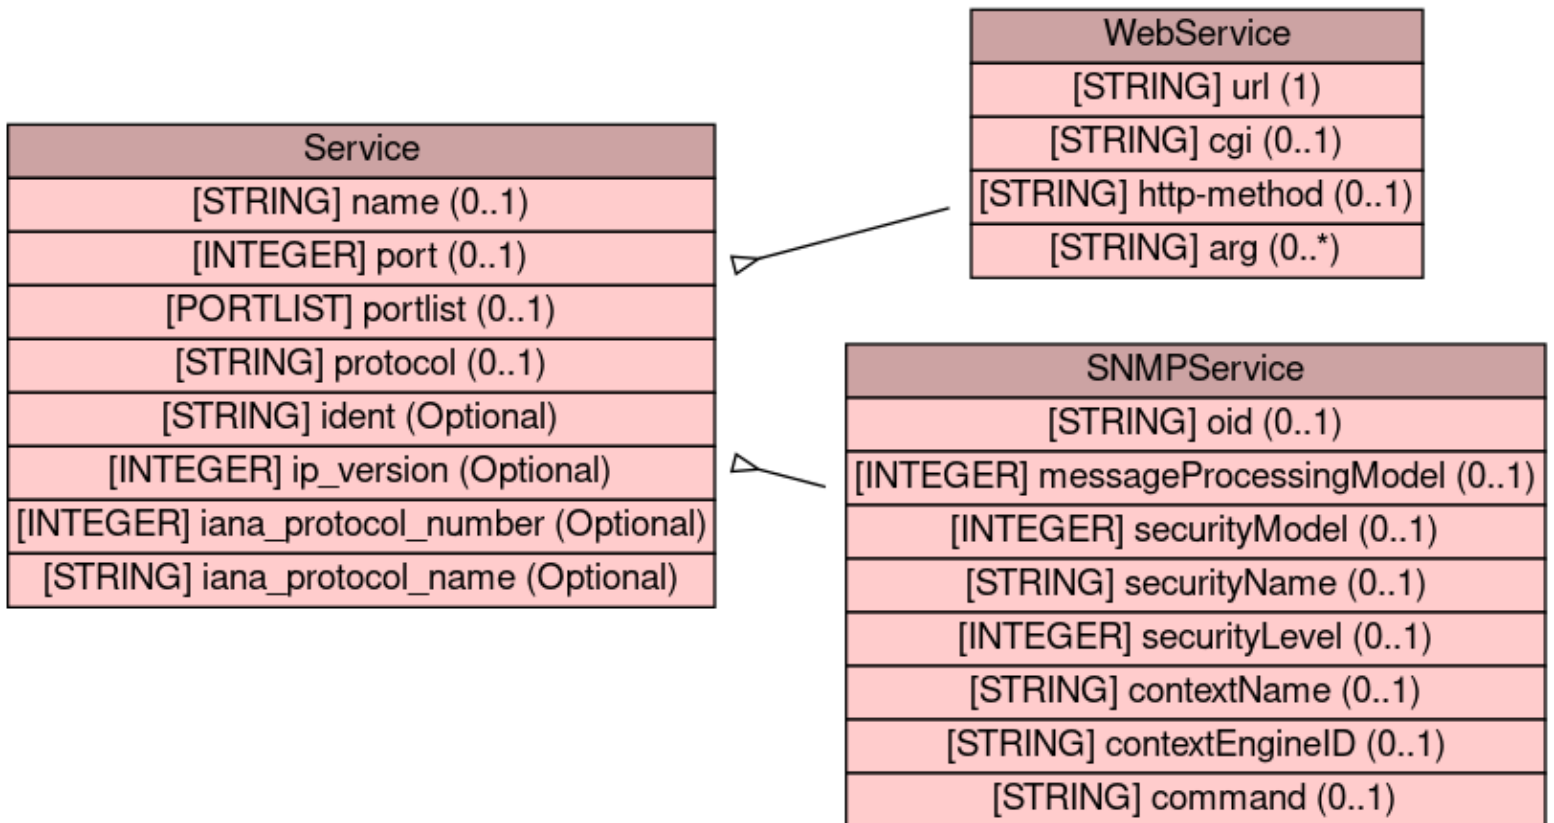 Service
[STRING] name (0..1)
[INTEGER] port (0..1)
[PORTLIST] portlist (0..1)
[STRING] protocol (0..1)
[STRING] ident (Optional)
[INTEGER] ip_version (Optional)
[INTEGER] iana_protocol_number (Optional)
[STRING] iana_protocol_name (Optional)
WebService
[STRING] url (1)
[STRING] cgi (0..1)
[STRING] http-method (0..1)
[STRING] arg (0..*)
SNMPService
[STRING] oid (0..1)
[INTEGER] messageProcessingModel (0..1)
[INTEGER] securityModel (0..1)
[STRING] securityName (0..1)
[INTEGER] securityLevel (0..1)
[STRING] contextName (0..1)
[STRING] contextEngineID (0..1)
[STRING] command (0..1)